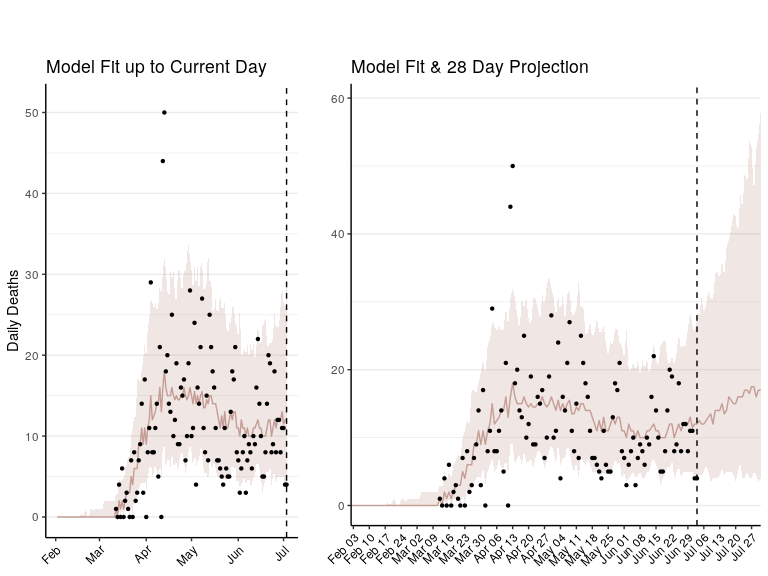 Model Fit up to Current Day
Daily Deaths
50
40
30
20
10
0
Feb
Mar
Apr
May
Jun
Jul
Model Fit & 28 Day Projection
60
40
20
0
Feb 03
Feb 10
Feb 17
Feb 24
Mar 02
Mar 09
Mar 16
Mar 23
Mar 30
Apr 06
Apr 13
Apr 20
Apr 27
May 04
May 11
May 18
May 25
Jun 01
Jun 08
Jun 15
Jun 22
Jun 29
Jul 06
Jul 13
Jul 20
Jul 27